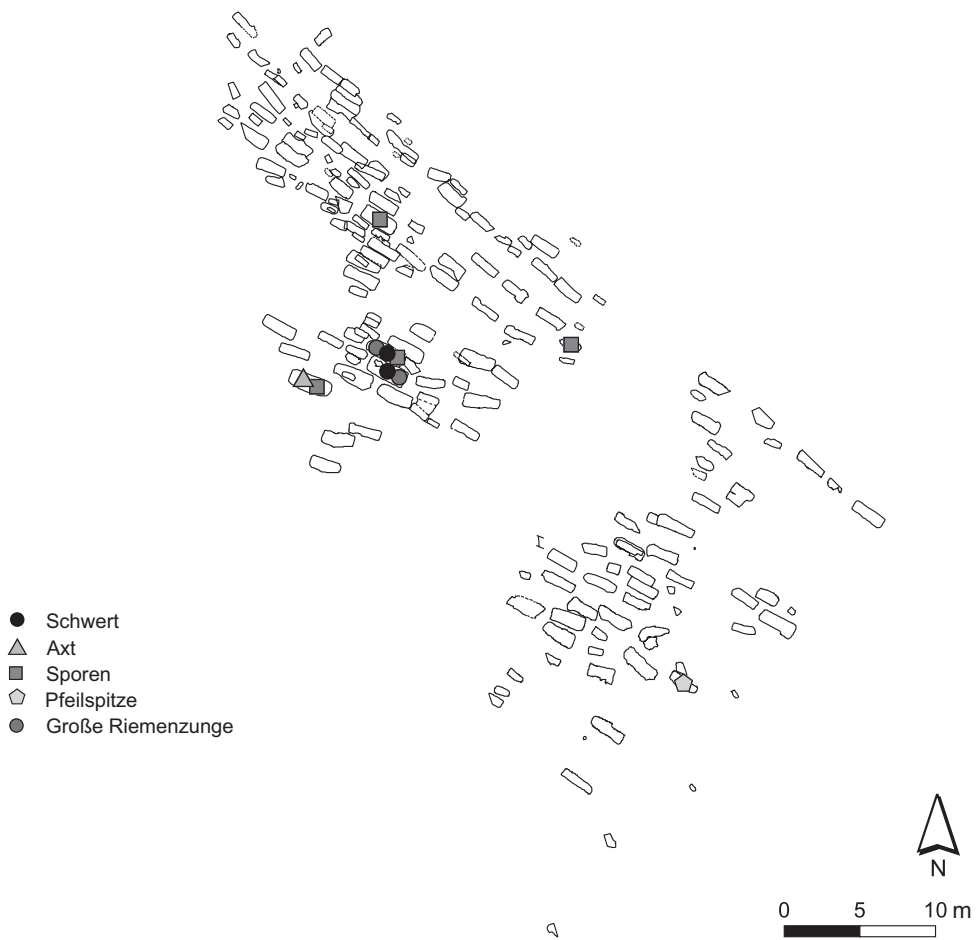 Schwert
Axt
Sporen
Pfeilspitze
Große Riemenzunge
N
0 5 10 m